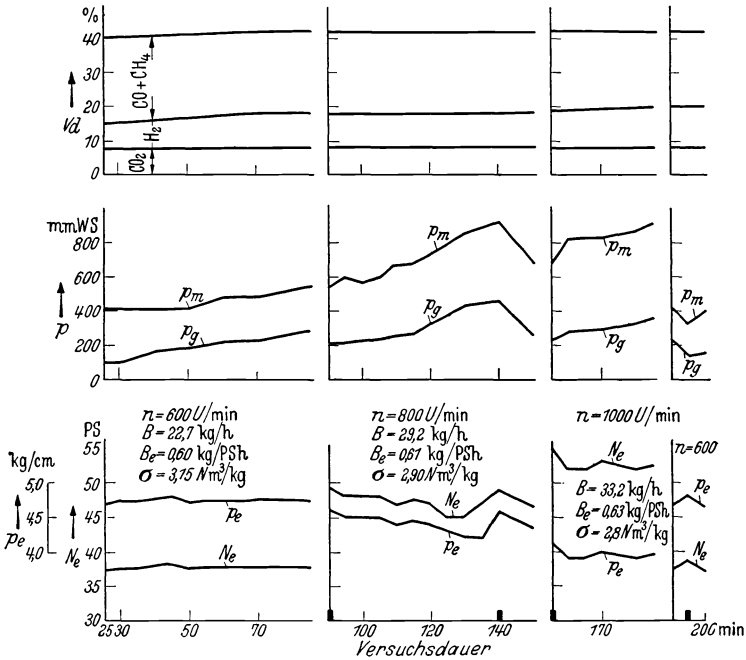 %
40
30
20
10
0
Vd
CO+CH₄
H₂
CO₂
mmWS
800
600
400
200
0
p
pm
pg
pm
pg
pm
pg
pm
pg
kg/cm
5,0
4,5
4,0
pe
PS
55
50
45
40
35
30
Ne
n=600 U/min
B=22,7 kg/h
Be=0,60 kg/PSh
σ=3,15 Nm³/kg
pe
Ne
n=800 U/min
B=29,2 kg/h
Be=0,61 kg/PSh
σ=2,90 Nm³/kg
Ne
pe
n=1000 U/min
Ne
B=33,2 kg/h
Be=0,63 kg/PSh
σ=2,8 Nm³/kg
pe
n=600
pe
Ne
25 30 50 70 100 120 140 170 200 min
Versuchsdauer